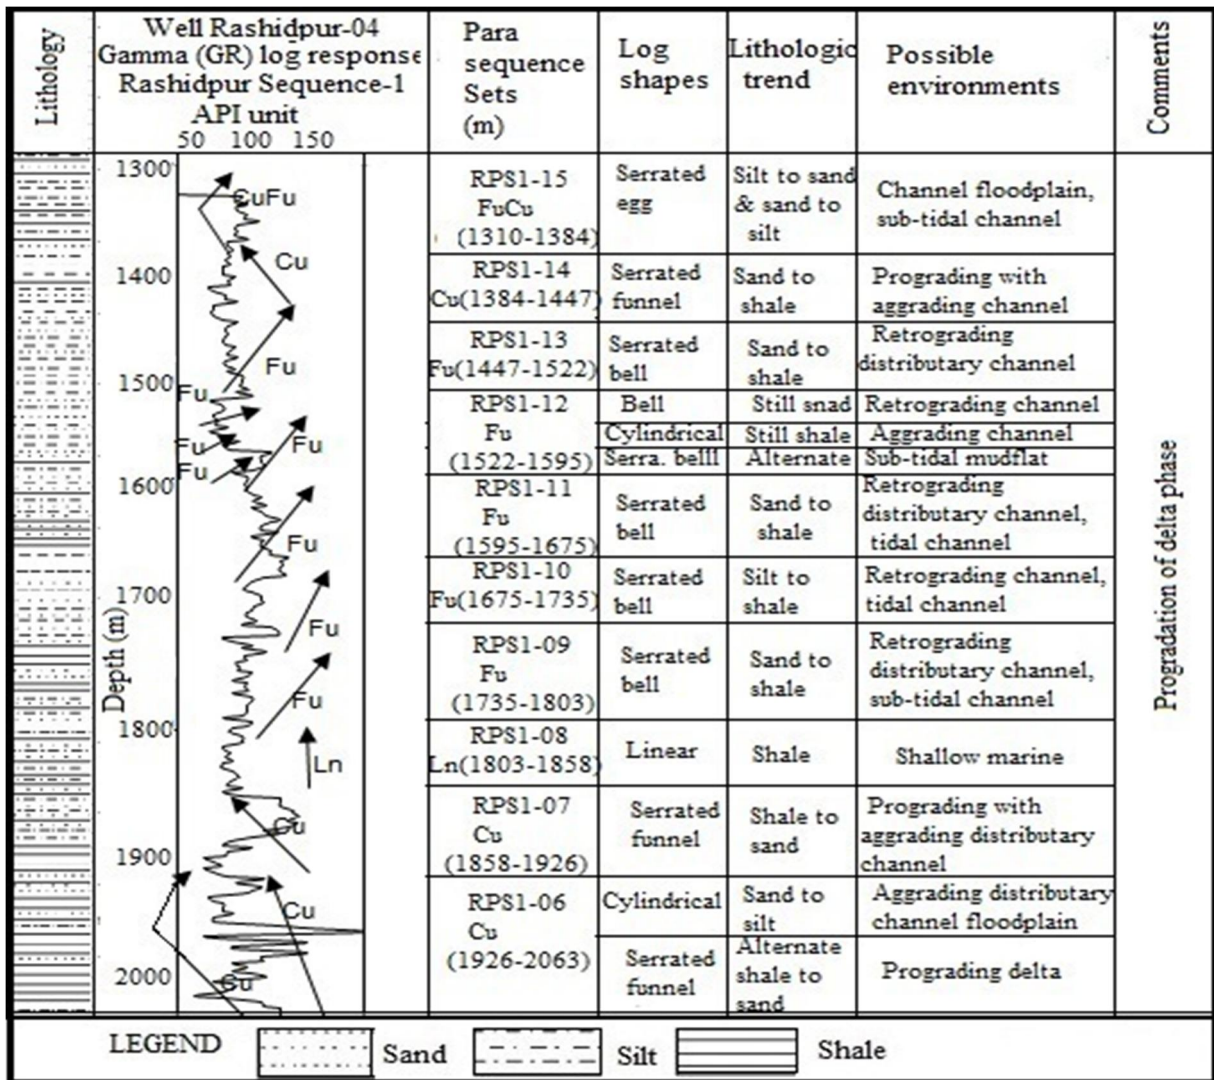 Lithology
Well Rashidpur-04
Gamma (GR) log response
Rashidpur Sequence-1
API unit
50 100 150
Para
sequence
Sets
(m)
Log
shapes
Lithologic
trend
Possible
environments
Comments
Depth (m)
1300
1400
1500
1600
1700
1800
1900
2000
CuFu
Cu
Fu
Fu
Fu
Fu
Fu
Fu
Fu
Fu
Ln
Cu
Cu
Cu
RPS1-15
FuCu
(1310-1384)
Serrated
egg
Silt to sand
& sand to
silt
Channel floodplain,
sub-tidal channel
RPS1-14
Cu(1384-1447)
Serrated
funnel
Sand to
shale
Prograding with
aggrading channel
RPS1-13
Fu(1447-1522)
Serrated
bell
Sand to
shale
Retrograding
distributary channel
RPS1-12
Fu
(1522-1595)
Bell
Still snad
Retrograding channel
Cylindrical
Still shale
Aggrading channel
Serra. belll
Alternate
Sub-tidal mudflat
RPS1-11
Fu
(1595-1675)
Serrated
bell
Sand to
shale
Retrograding
distributary channel,
tidal channel
RPS1-10
Fu(1675-1735)
Serrated
bell
Silt to
shale
Retrograding channel,
tidal channel
RPS1-09
Fu
(1735-1803)
Serrated
bell
Sand to
shale
Retrograding
distributary channel,
sub-tidal channel
RPS1-08
Ln(1803-1858)
Linear
Shale
Shallow marine
RPS1-07
Cu
(1858-1926)
Serrated
funnel
Shale to
sand
Prograding with
aggrading distributary
channel
RPS1-06
Cu
(1926-2063)
Cylindrical
Sand to
silt
Aggrading distributary
channel floodplain
Serrated
funnel
Alternate
shale to
sand
Prograding delta
Progradation of delta phase
LEGEND
Sand
Silt
Shale